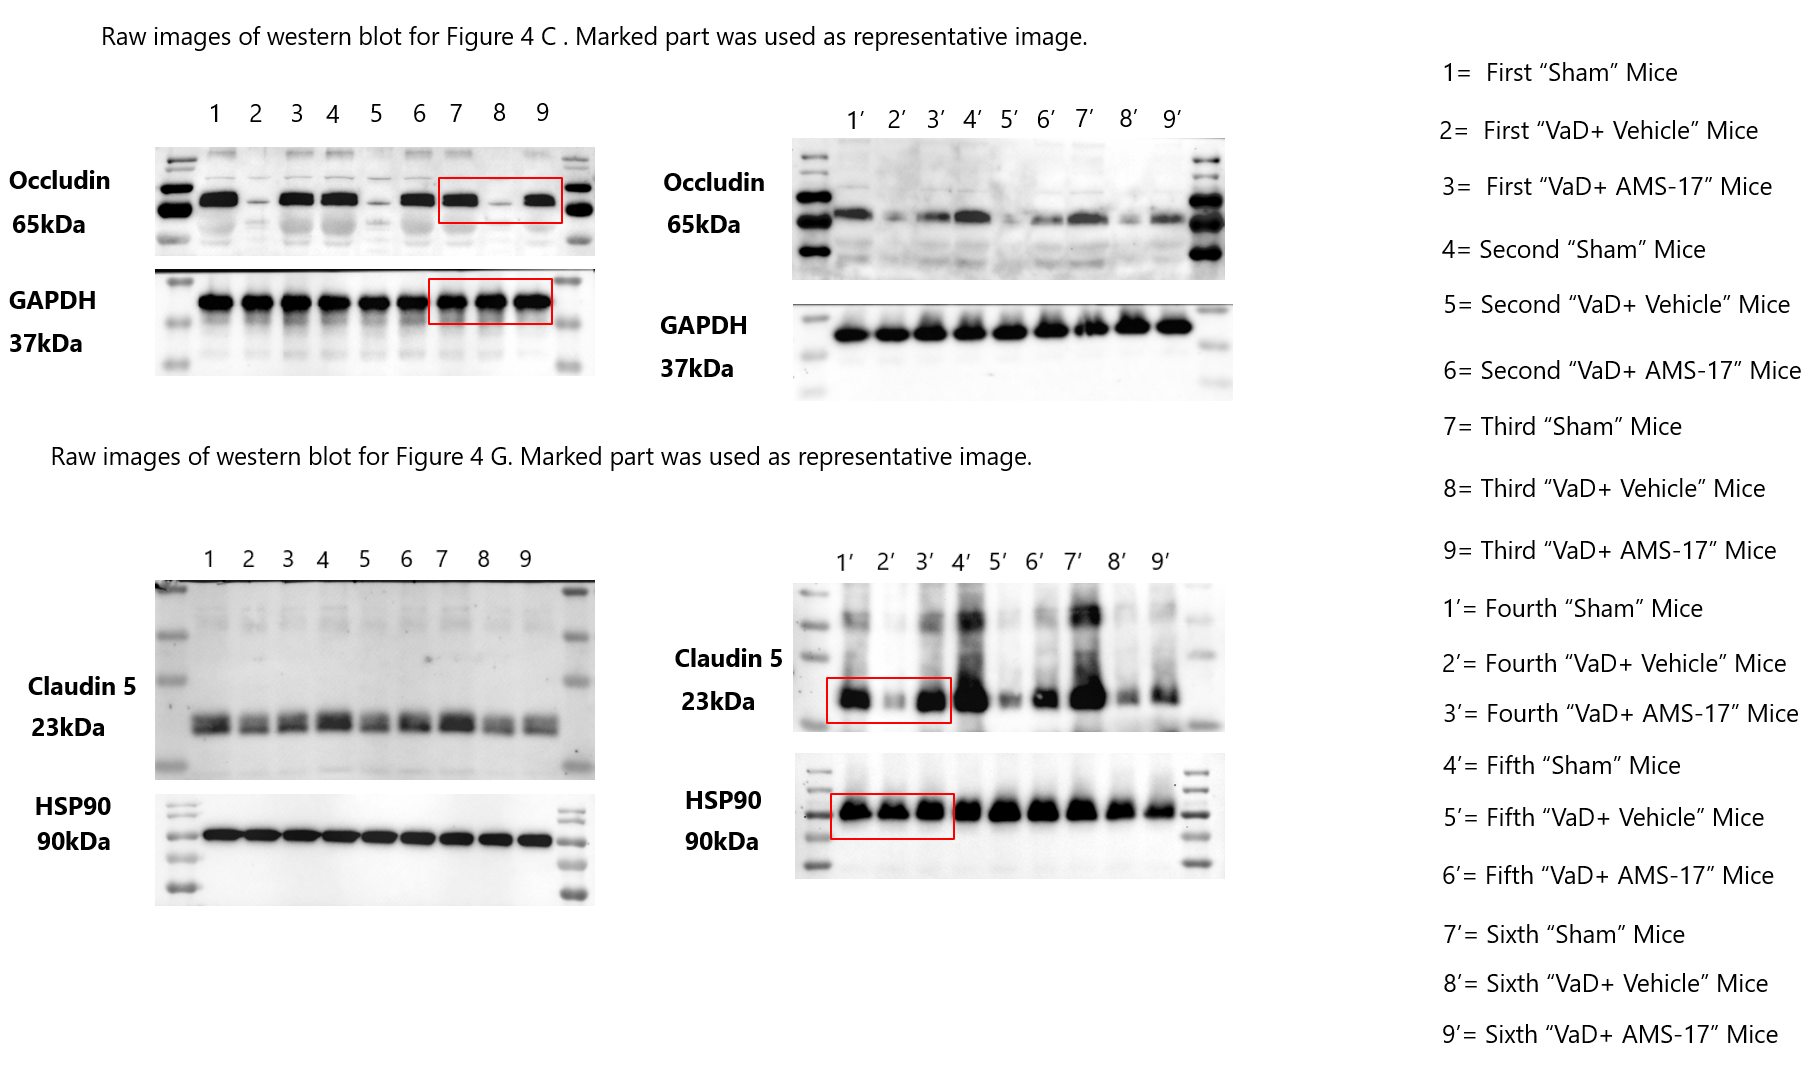 Raw images of western blot for Figure 4 C . Marked part was used as representative image.
1 2 3 4 5 6 7 8 9
Occludin
65kDa
GAPDH
37kDa
1’ 2’ 3’ 4’ 5’ 6’ 7’ 8’ 9’
Occludin
65kDa
GAPDH
37kDa
Raw images of western blot for Figure 4 G. Marked part was used as representative image.
1 2 3 4 5 6 7 8 9
Claudin 5
23kDa
HSP90
90kDa
1’ 2’ 3’ 4’ 5’ 6’ 7’ 8’ 9’
Claudin 5
23kDa
HSP90
90kDa
1= First “Sham” Mice
2= First “VaD+ Vehicle” Mice
3= First “VaD+ AMS-17” Mice
4= Second “Sham” Mice
5= Second “VaD+ Vehicle” Mice
6= Second “VaD+ AMS-17” Mice
7= Third “Sham” Mice
8= Third “VaD+ Vehicle” Mice
9= Third “VaD+ AMS-17” Mice
1’= Fourth “Sham” Mice
2’= Fourth “VaD+ Vehicle” Mice
3’= Fourth “VaD+ AMS-17” Mice
4’= Fifth “Sham” Mice
5’= Fifth “VaD+ Vehicle” Mice
6’= Fifth “VaD+ AMS-17” Mice
7’= Sixth “Sham” Mice
8’= Sixth “VaD+ Vehicle” Mice
9’= Sixth “VaD+ AMS-17” Mice